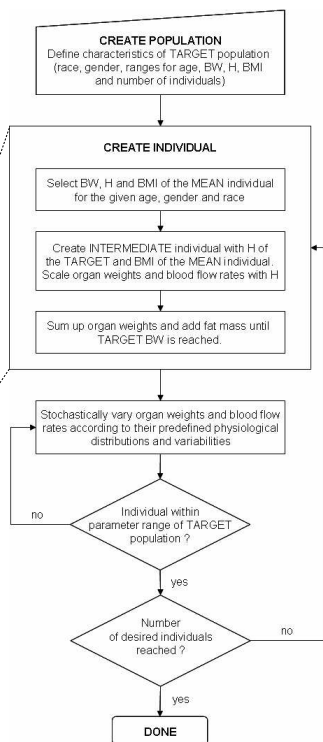 CREATE POPULATION
Define characteristics of TARGET population
(race, gender, ranges for age, BW, H, BMI
and number of individuals)
CREATE INDIVIDUAL
Select BW, H and BMI of the MEAN individual
for the given age, gender and race
Create INTERMEDIATE individual with H of
the TARGET and BMI of the MEAN individual.
Scale organ weights and blood flow rates with H
Sum up organ weights and add fat mass until
TARGET BW is reached.
Stochastically vary organ weights and blood flow
rates according to their predefined physiological
distributions and variabilities
Individual within
parameter range of TARGET
population ?
no
yes
Number
of desired individuals
reached ?
no
yes
DONE